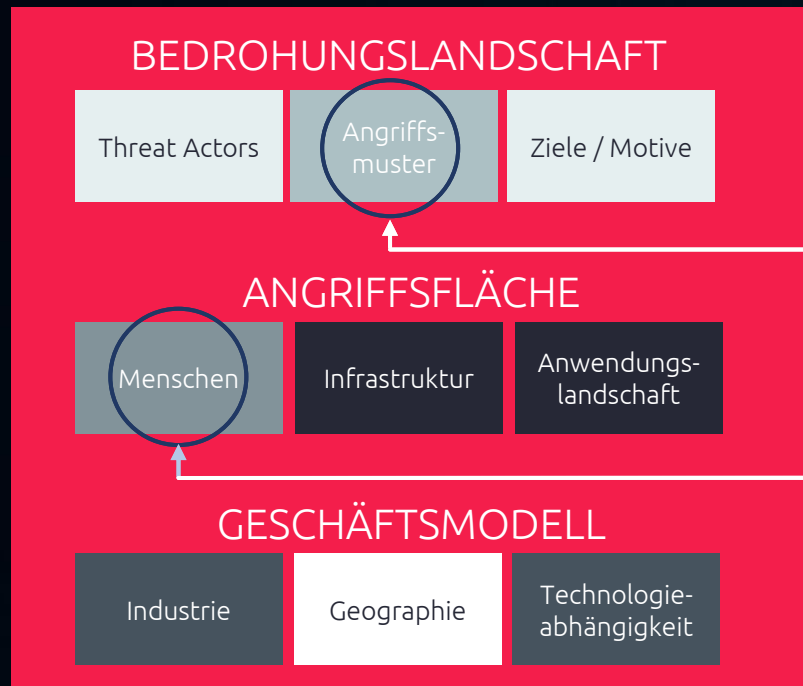 BEDROHUNGSLANDSCHAFT
Threat Actors
Angriffs-
muster
Ziele / Motive
ANGRIFFSFLÄCHE
Menschen
Infrastruktur
Anwendungs-
landschaft
GESCHÄFTSMODELL
Industrie
Geographie
Technologie-
abhängigkeit